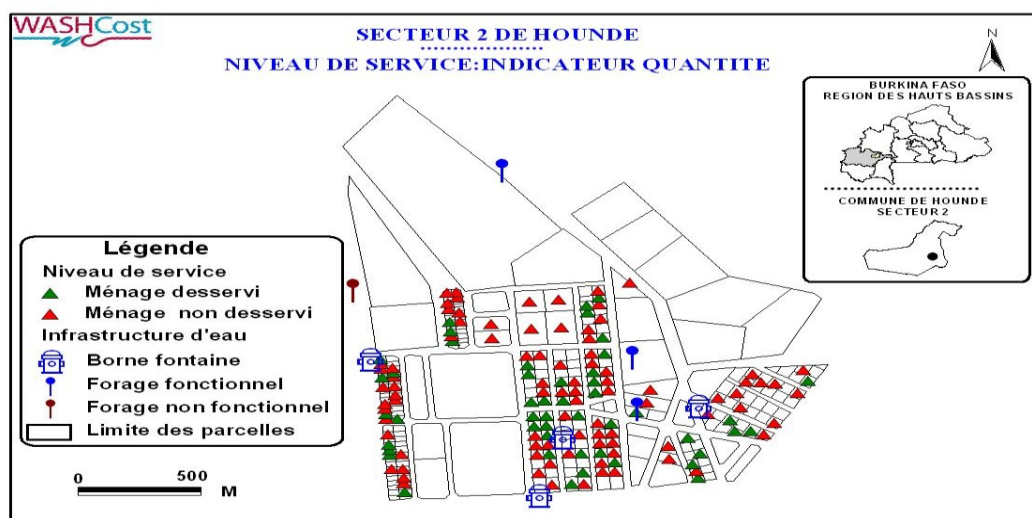 WASHCost
SECTEUR 2 DE HOUNDE
NIVEAU DE SERVICE:INDICATEUR QUANTITE
N
BURKINA FASO
REGION DES HAUTS BASSINS
COMMUNE DE HOUNDE
SECTEUR 2
Légende
Niveau de service
Ménage desservi
Ménage non desservi
Infrastructure d'eau
Borne fontaine
Forage fonctionnel
Forage non fonctionnel
Limite des parcelles
0 500
M